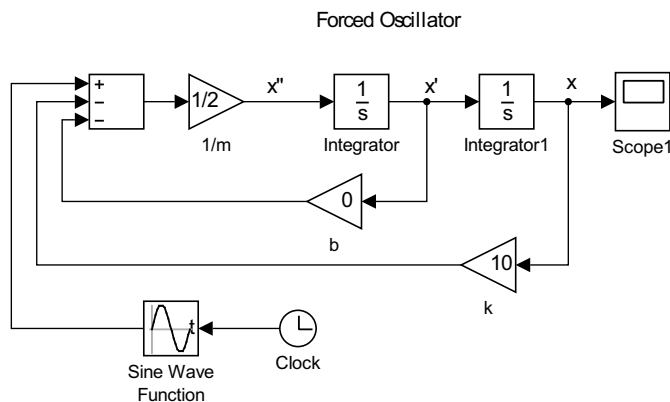 Forced Oscillator
+
−
−
1/2
1/m
x"
1
s
Integrator
x'
1
s
Integrator1
x
Scope1
0
b
10
k
t
Sine Wave
Function
Clock